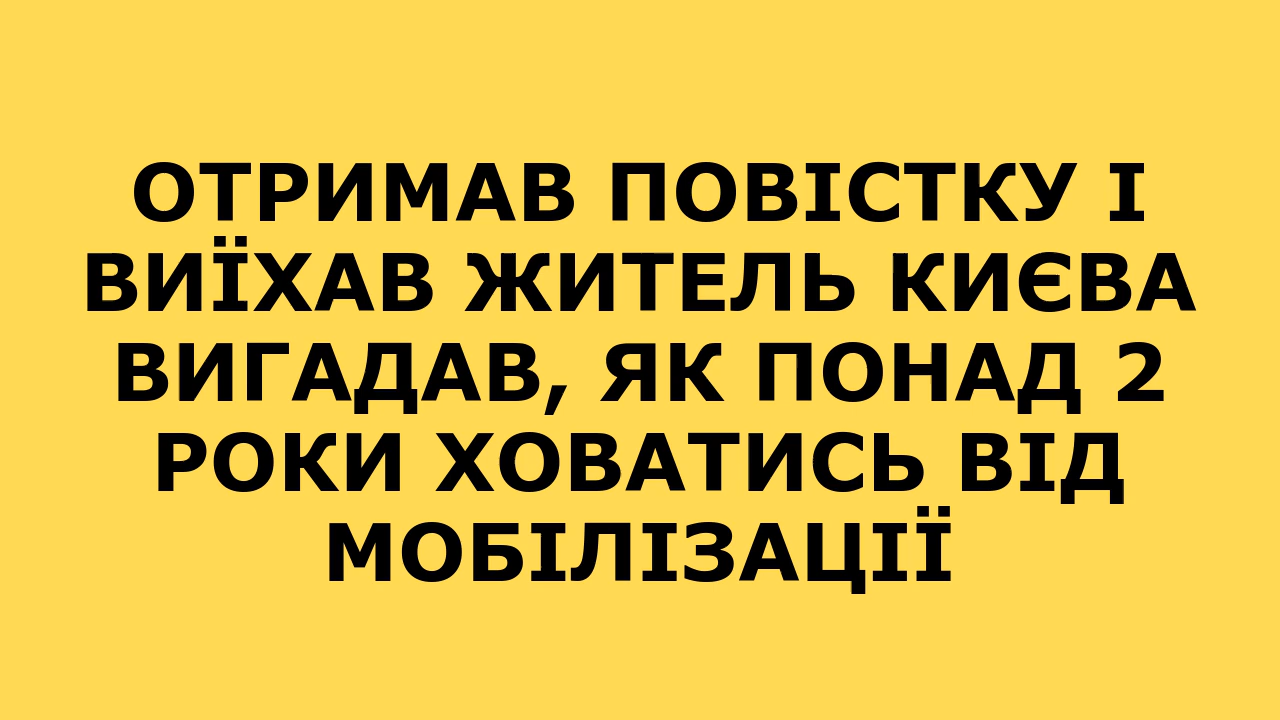 ОТРИМАВ ПОВІСТКУ І
ВИЇХАВ ЖИТЕЛЬ КИЄВА
ВИГАДАВ, ЯК ПОНАД 2
РОКИ ХОВАТИСЬ ВІД
МОБІЛІЗАЦІЇ